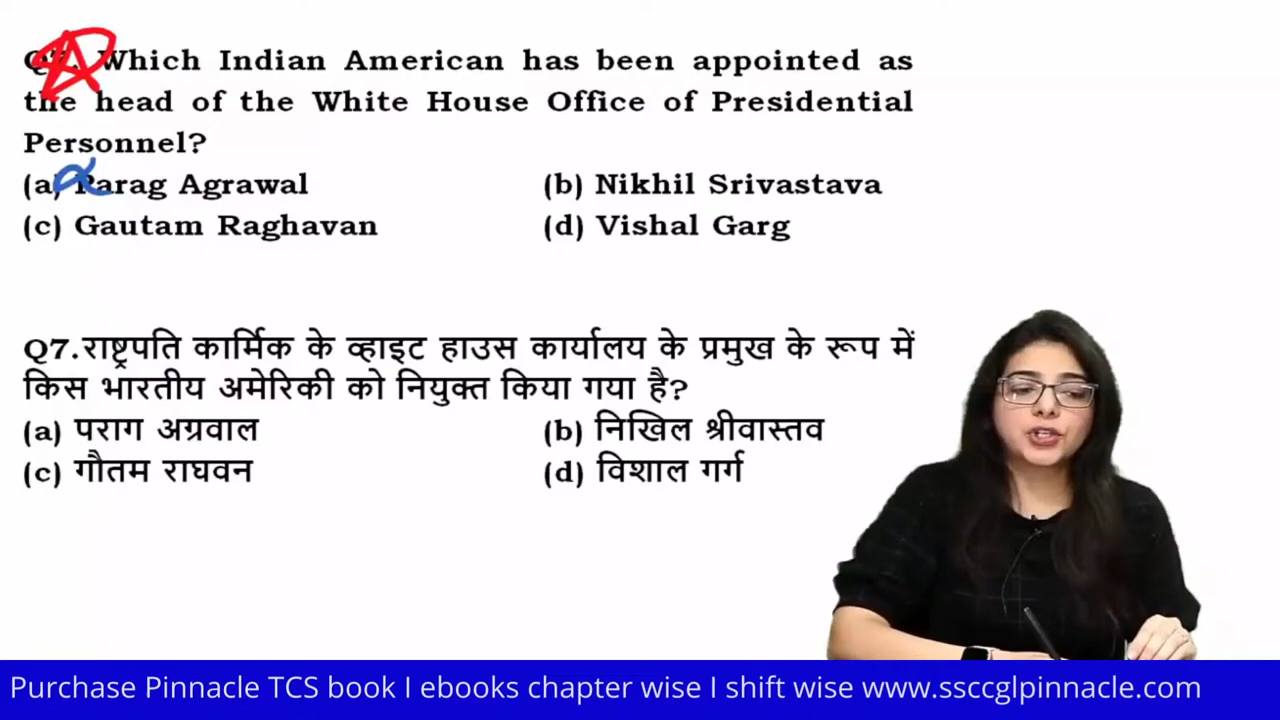 Q7. Which Indian American has been appointed as
the head of the White House Office of Presidential
Personnel?
(a) Parag Agrawal (b) Nikhil Srivastava
(c) Gautam Raghavan (d) Vishal Garg
Q7.राष्ट्रपति कार्मिक के व्हाइट हाउस कार्यालय के प्रमुख के रूप में
किस भारतीय अमेरिकी को नियुक्त किया गया है?
(a) पराग अग्रवाल (b) निखिल श्रीवास्तव
(c) गौतम राघवन (d) विशाल गर्ग
Purchase Pinnacle TCS book I ebooks chapter wise I shift wise www.ssccglpinnacle.com